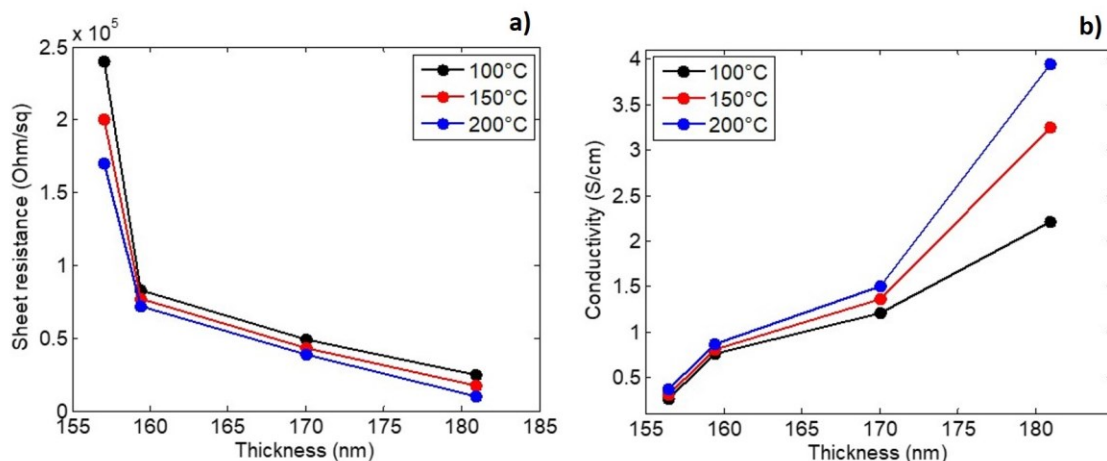 a)
x 10^5
2.5
2
1.5
1
0.5
0
Sheet resistance (Ohm/sq)
100°C
150°C
200°C
155 160 165 170 175 180 185
Thickness (nm)
b)
4
3.5
3
2.5
2
1.5
1
0.5
Conductivity (S/cm)
100°C
150°C
200°C
155 160 165 170 175 180
Thickness (nm)